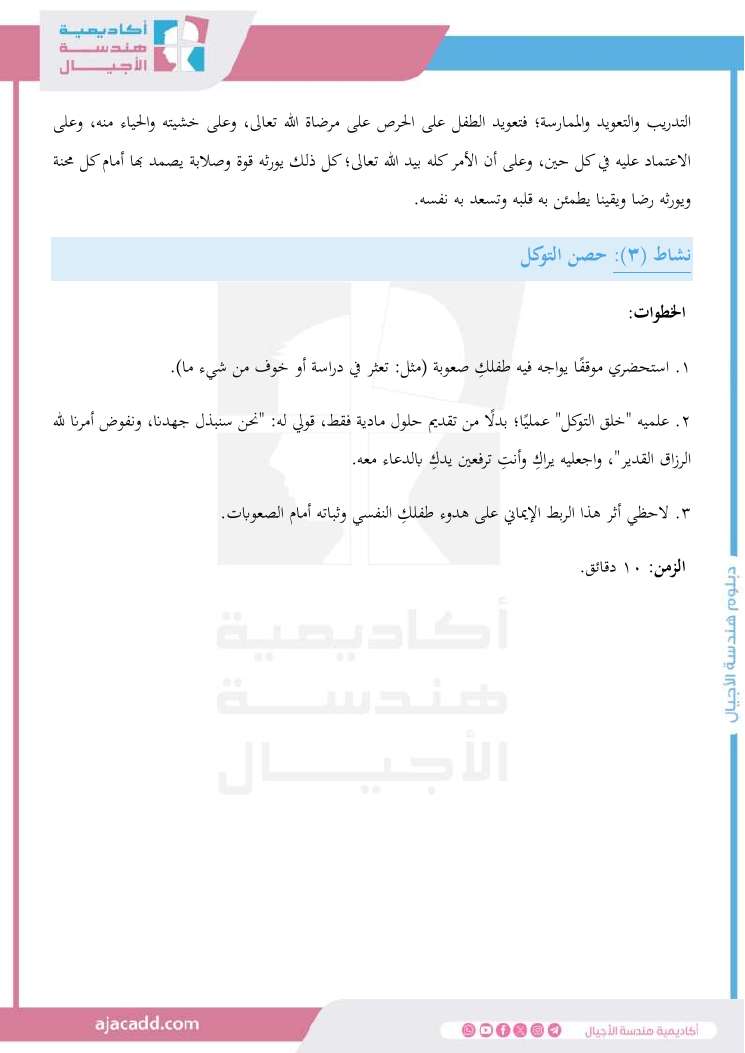 أكاديمية
هندسة
الأجيال
التدريب والتعويد والممارسة؛ فتعويد الطفل على الحرص على مرضاة الله تعالى، وعلى خشيته والحياء منه، وعلى
الاعتماد عليه في كل حين، وعلى أن الأمر كله بيد الله تعالى؛ كل ذلك يورثه قوة وصلابة يصمد بها أمام كل محنة
ويورثه رضا ويقينا يطمئن به قلبه وتسعد به نفسه.
نشاط (٣): حصن التوكل
الخطوات:
١. استحضري موقفًا يواجه فيه طفلكِ صعوبة (مثل: تعثر في دراسة أو خوف من شيء ما).
٢. علميه "خلق التوكل" عمليًا؛ بدلًا من تقديم حلول مادية فقط، قولي له: "نحن سنبذل جهدنا، ونفوض أمرنا لله
الرزاق القدير"، واجعليه يراكِ وأنتِ ترفعين يدكِ بالدعاء معه.
٣. لاحظي أثر هذا الربط الإيماني على هدوء طفلكِ النفسي وثباته أمام الصعوبات.
الزمن: ١٠ دقائق.
أكاديمية
هندسة
الأجيال
دبلوم هندسة الأجيال
أكاديمية هندسة الأجيال
ajacadd.com